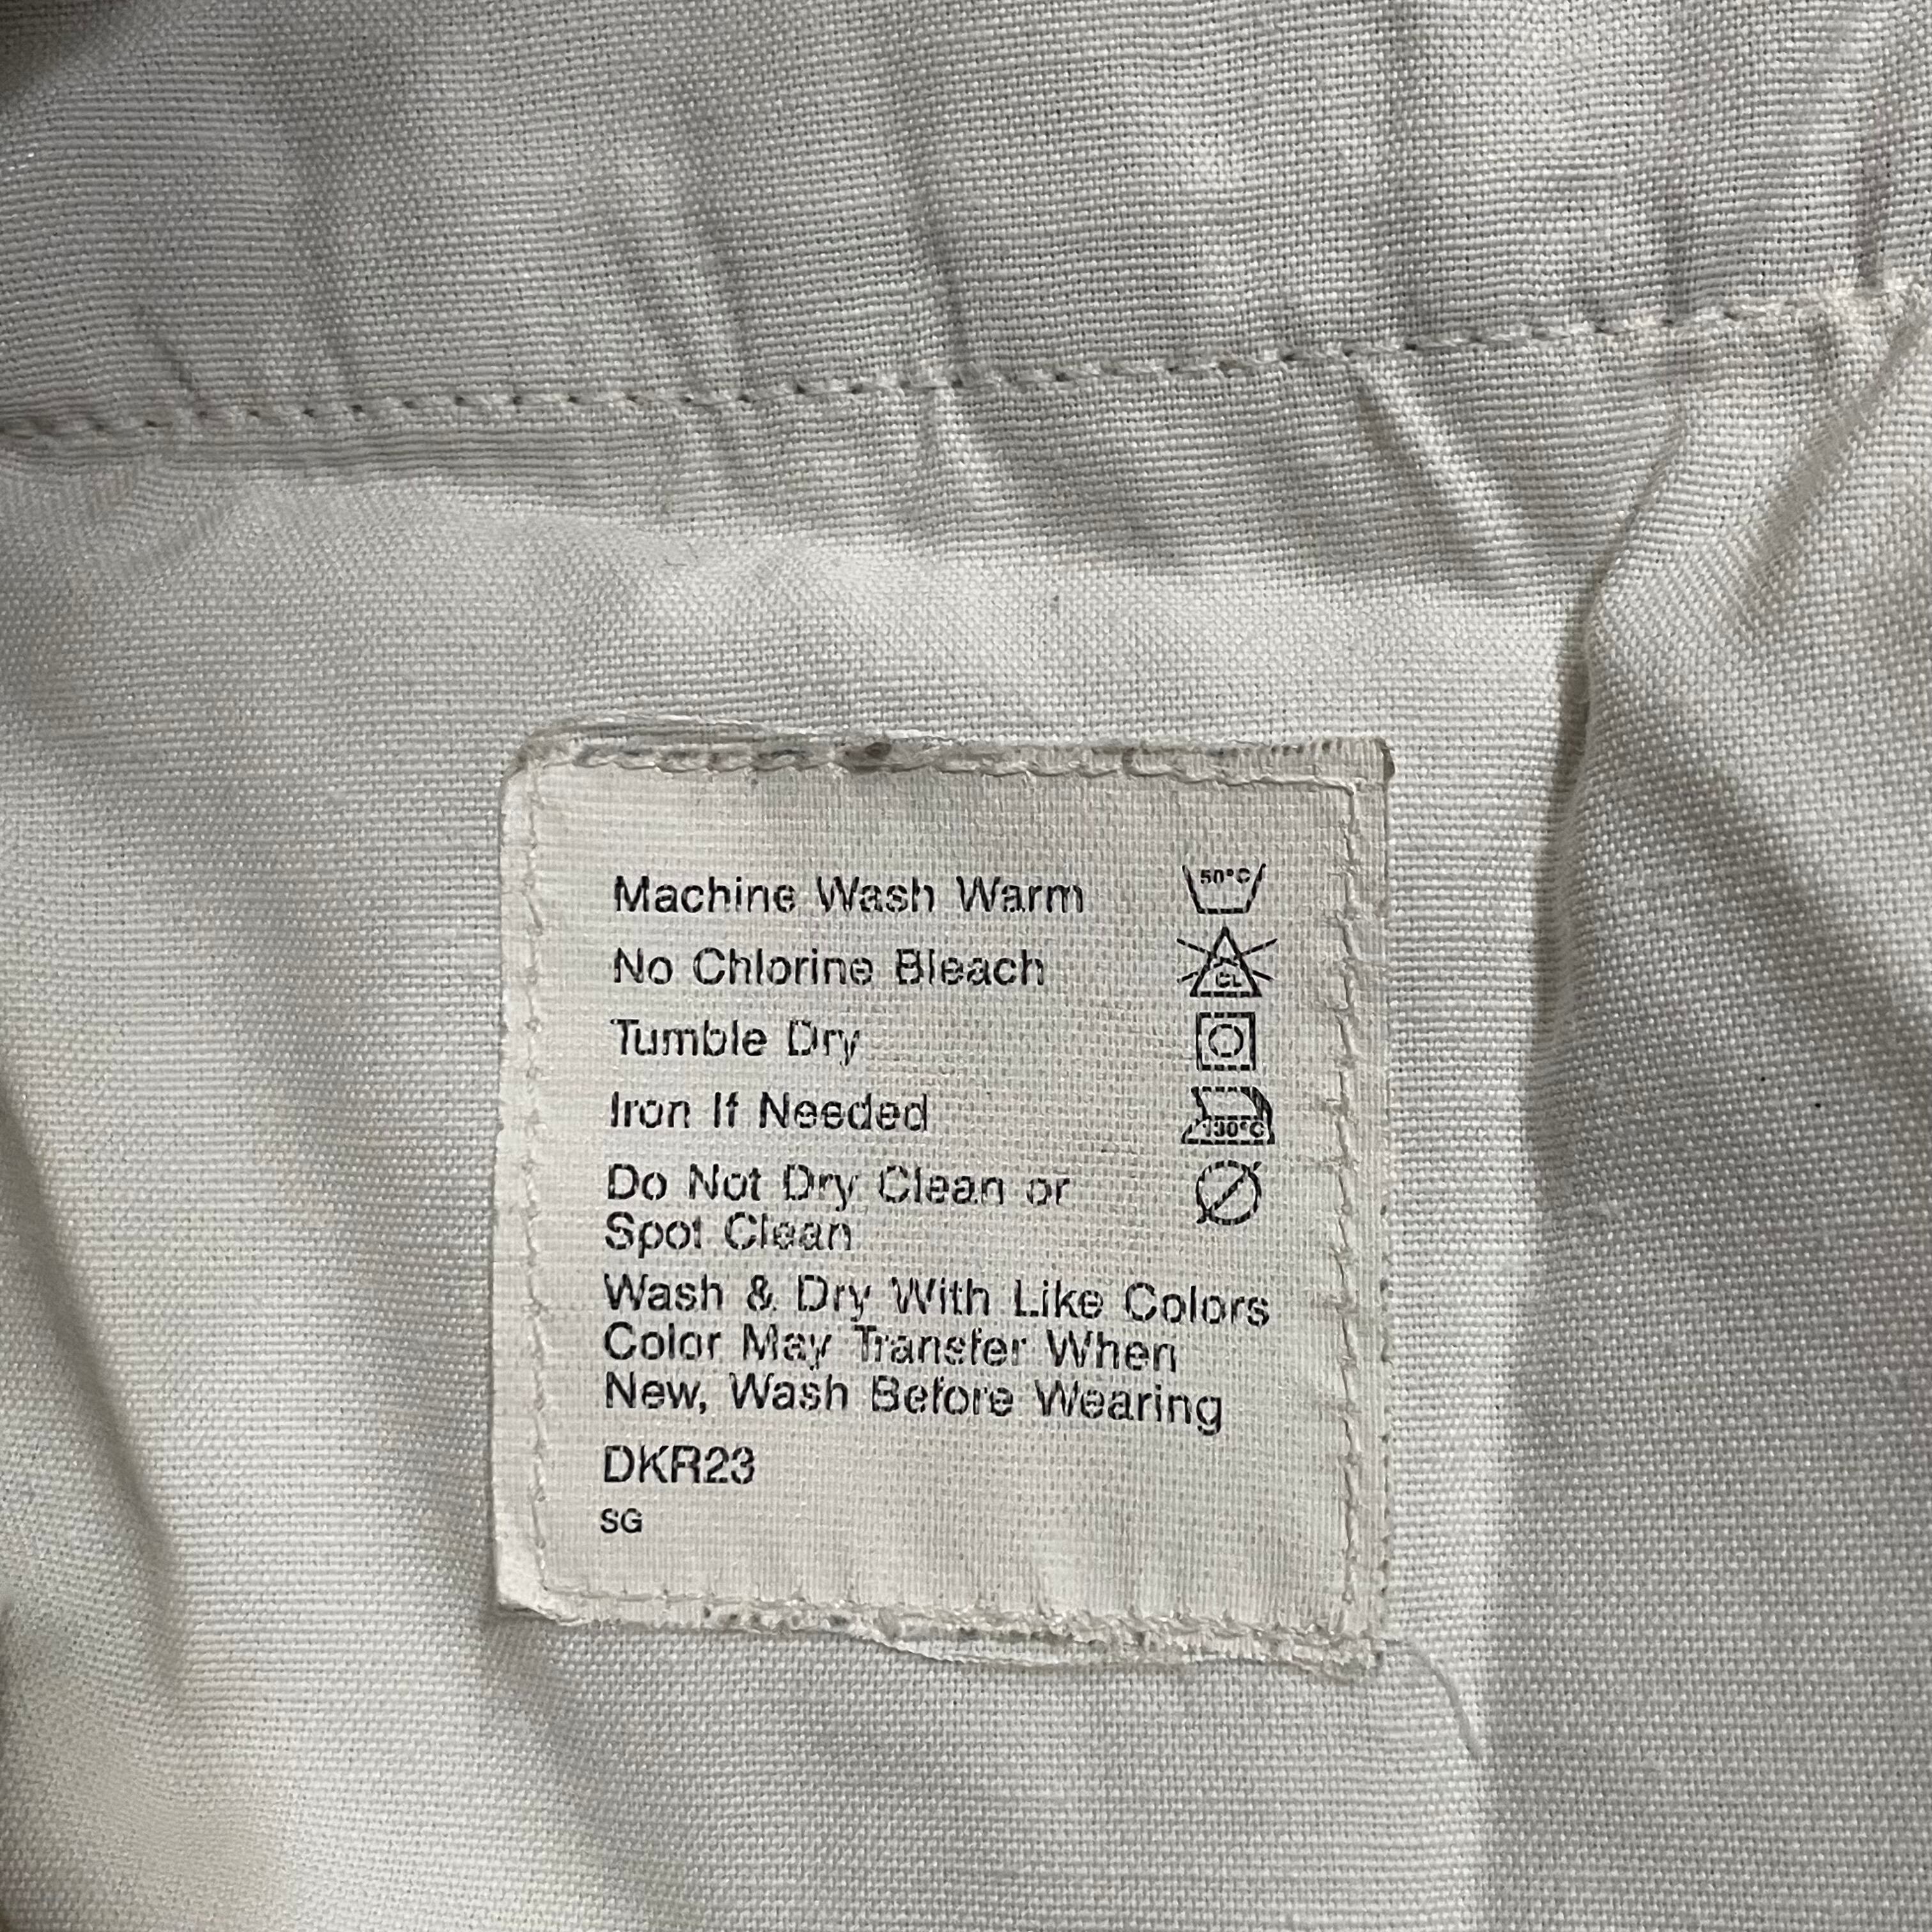 Machine Wash Warm 50°C
No Chlorine Bleach CL
Tumble Dry
Iron If Needed 130°C
Do Not Dry Clean or
Spot Clean
Wash & Dry With Like Colors
Color May Transfer When
New, Wash Before Wearing
DKR23
SG